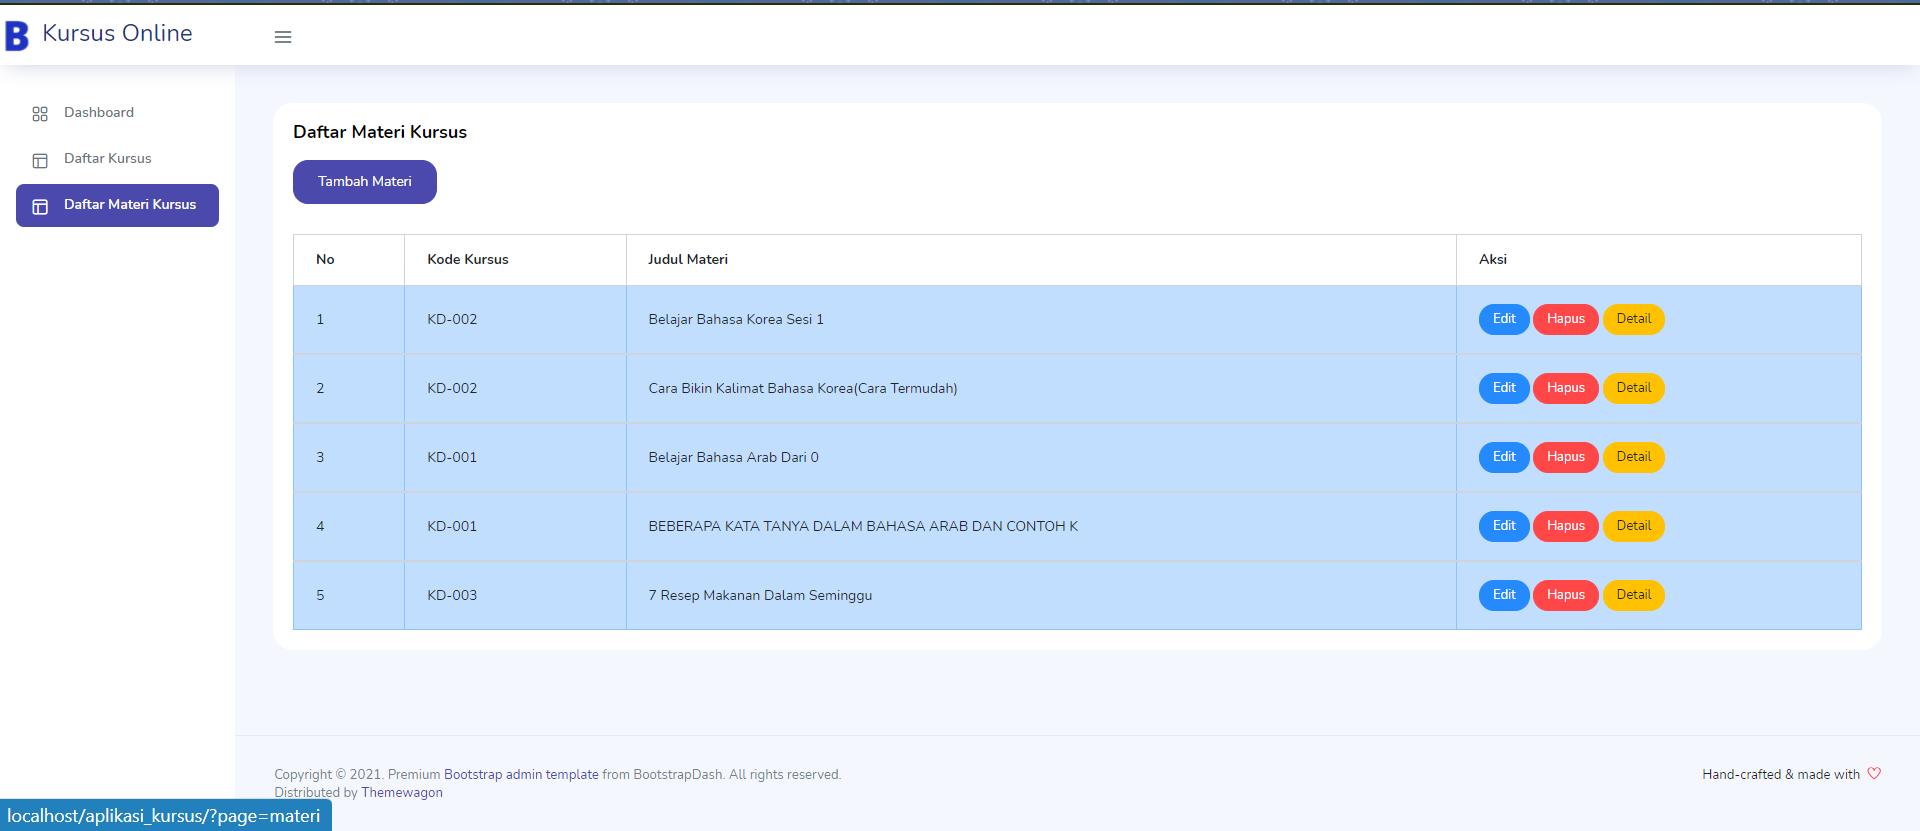 B Kursus Online
Dashboard
Daftar Kursus
Daftar Materi Kursus
Daftar Materi Kursus
Tambah Materi
No Kode Kursus Judul Materi Aksi
1 KD-002 Belajar Bahasa Korea Sesi 1 Edit Hapus Detail
2 KD-002 Cara Bikin Kalimat Bahasa Korea(Cara Termudah) Edit Hapus Detail
3 KD-001 Belajar Bahasa Arab Dari 0 Edit Hapus Detail
4 KD-001 BEBERAPA KATA TANYA DALAM BAHASA ARAB DAN CONTOH K Edit Hapus Detail
5 KD-003 7 Resep Makanan Dalam Seminggu Edit Hapus Detail
Copyright © 2021. Premium Bootstrap admin template from BootstrapDash. All rights reserved.
Distributed by Themewagon
Hand-crafted & made with
localhost/aplikasi_kursus/?page=materi